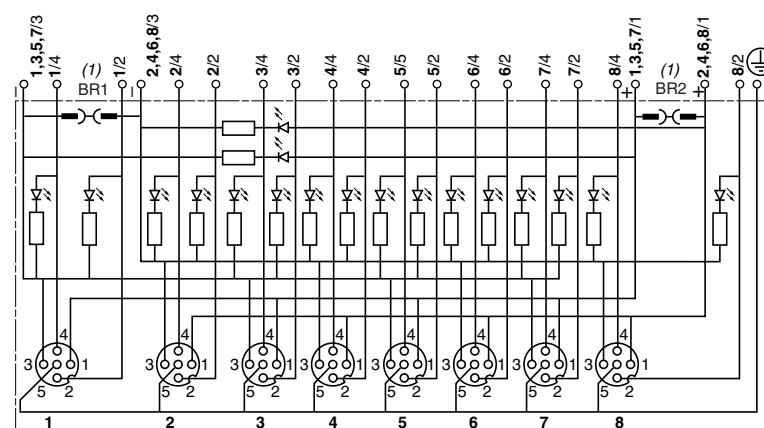 1,3,5,7/3 1/4 (1) 1/2 2,4,6,8/3 2/4 2/2 3/4 3/2 4/4 4/2 5/5 5/2 6/4 6/2 7/4 7/2 8/4 1,3,5,7/1 (1) 2,4,6,8/1 8/2
– BR1 – + BR2 +
4 4 4 4 4 4 4 4
3 1 3 1 3 1 3 1 3 1 3 1 3 1 3 1
5 2 5 2 5 2 5 2 5 2 5 2 5 2 5 2
1 2 3 4 5 6 7 8